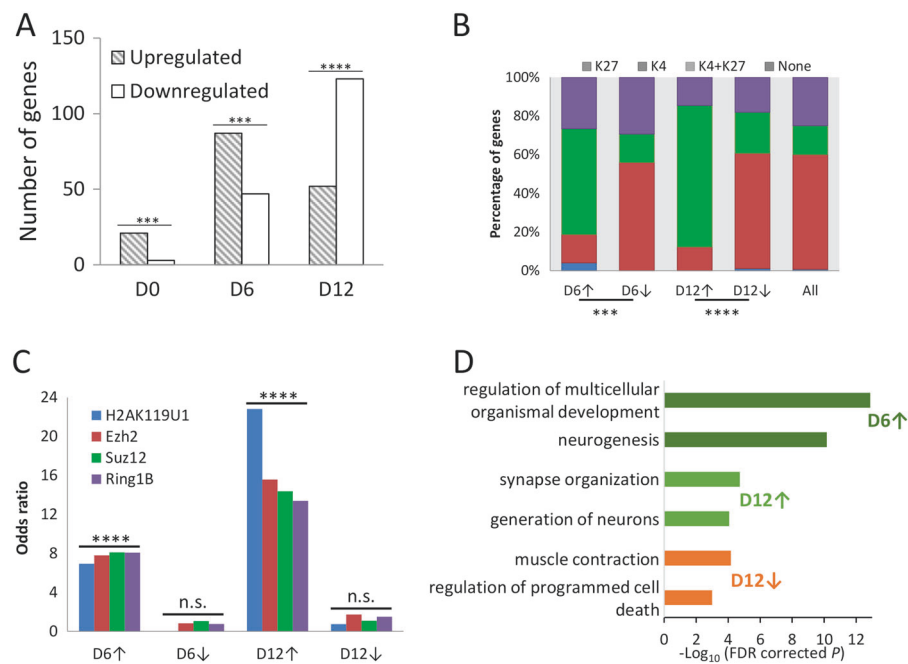 A
150
100
50
0
Number of genes
Upregulated
Downregulated
***
***
****
D0
D6
D12
B
K27 K4 K4+K27 None
100%
80%
60%
40%
20%
0%
Percentage of genes
D6↑ D6↓ D12↑ D12↓ All
*** ****
C
24
20
16
12
8
4
0
Odds ratio
H2AK119U1
Ezh2
Suz12
Ring1B
****
n.s.
****
n.s.
D6↑ D6↓ D12↑ D12↓
D
regulation of multicellular
organismal development
neurogenesis
D6↑
synapse organization
generation of neurons
D12↑
muscle contraction
regulation of programmed cell
death
D12↓
0 2 4 6 8 10 12
-Log10 (FDR corrected P)